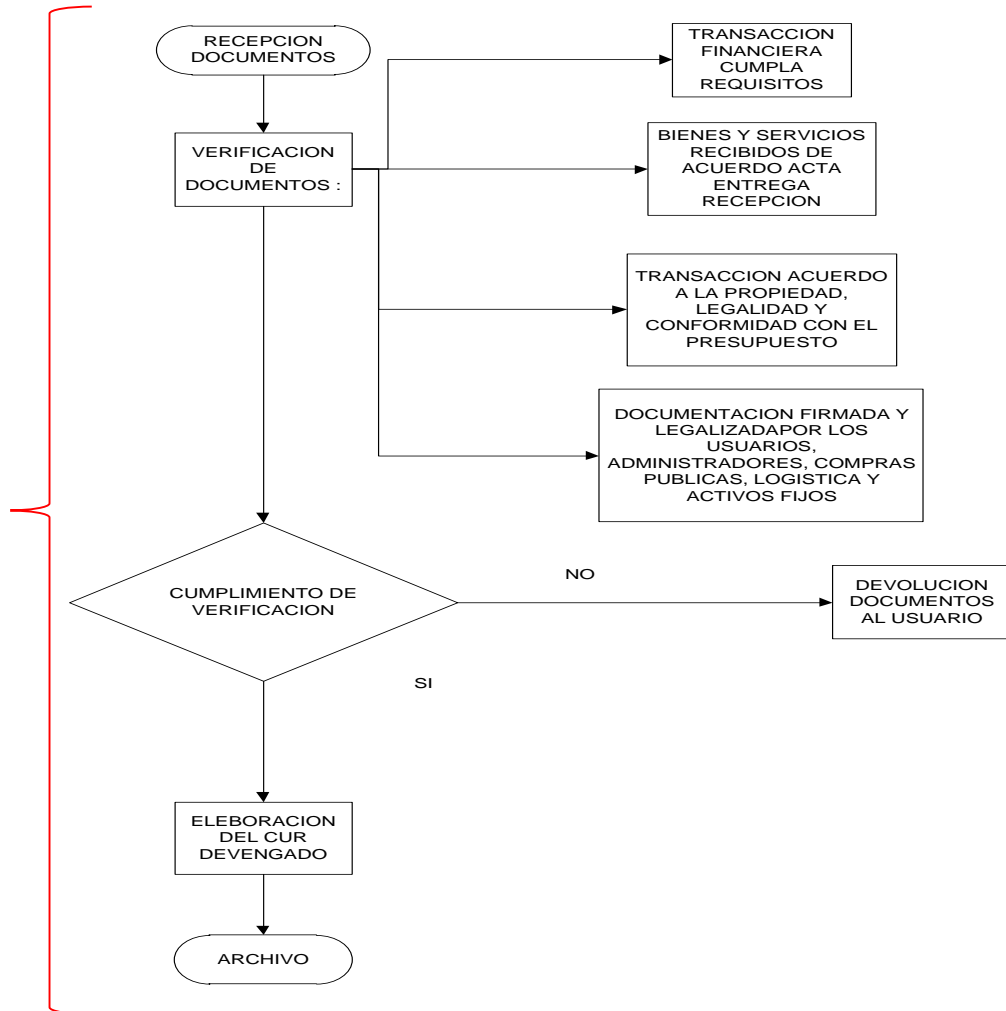 RECEPCION
DOCUMENTOS
TRANSACCION
FINANCIERA
CUMPLA
REQUISITOS
VERIFICACION
DE
DOCUMENTOS :
BIENES Y SERVICIOS
RECIBIDOS DE
ACUERDO ACTA
ENTREGA
RECEPCION
TRANSACCION ACUERDO
A LA PROPIEDAD,
LEGALIDAD Y
CONFORMIDAD CON EL
PRESUPUESTO
DOCUMENTACION FIRMADA Y
LEGALIZADAPOR LOS
USUARIOS,
ADMINISTRADORES, COMPRAS
PUBLICAS, LOGISTICA Y
ACTIVOS FIJOS
CUMPLIMIENTO DE
VERIFICACION
NO
DEVOLUCION
DOCUMENTOS
AL USUARIO
SI
ELEBORACION
DEL CUR
DEVENGADO
ARCHIVO